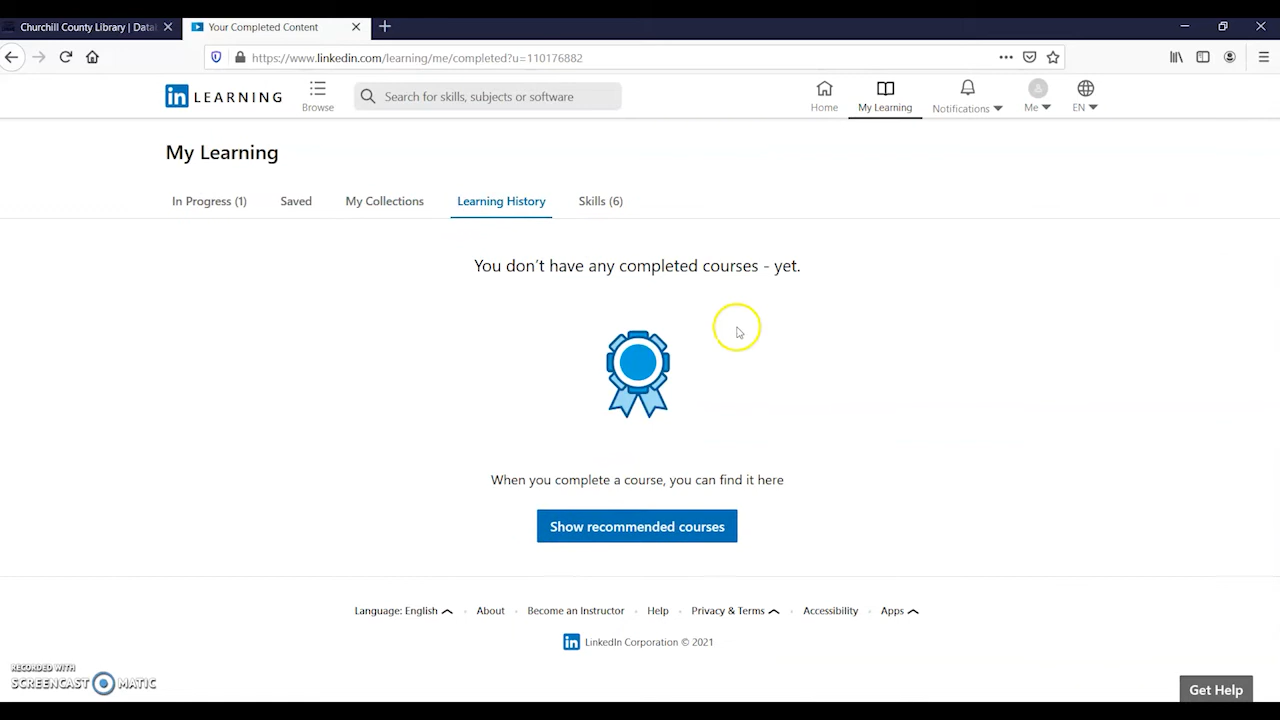 Churchill County Library | Data
Your Completed Content
https://www.linkedin.com/learning/me/completed?u=110176882
in LEARNING
Browse
Search for skills, subjects or software
Home
My Learning
Notifications
Me
EN
My Learning
In Progress (1)
Saved
My Collections
Learning History
Skills (6)
You don't have any completed courses - yet.
When you complete a course, you can find it here
Show recommended courses
Language: English
About
Become an Instructor
Help
Privacy & Terms
Accessibility
Apps
in LinkedIn Corporation © 2021
RECORDED WITH
SCREENCAST MATIC
Get Help